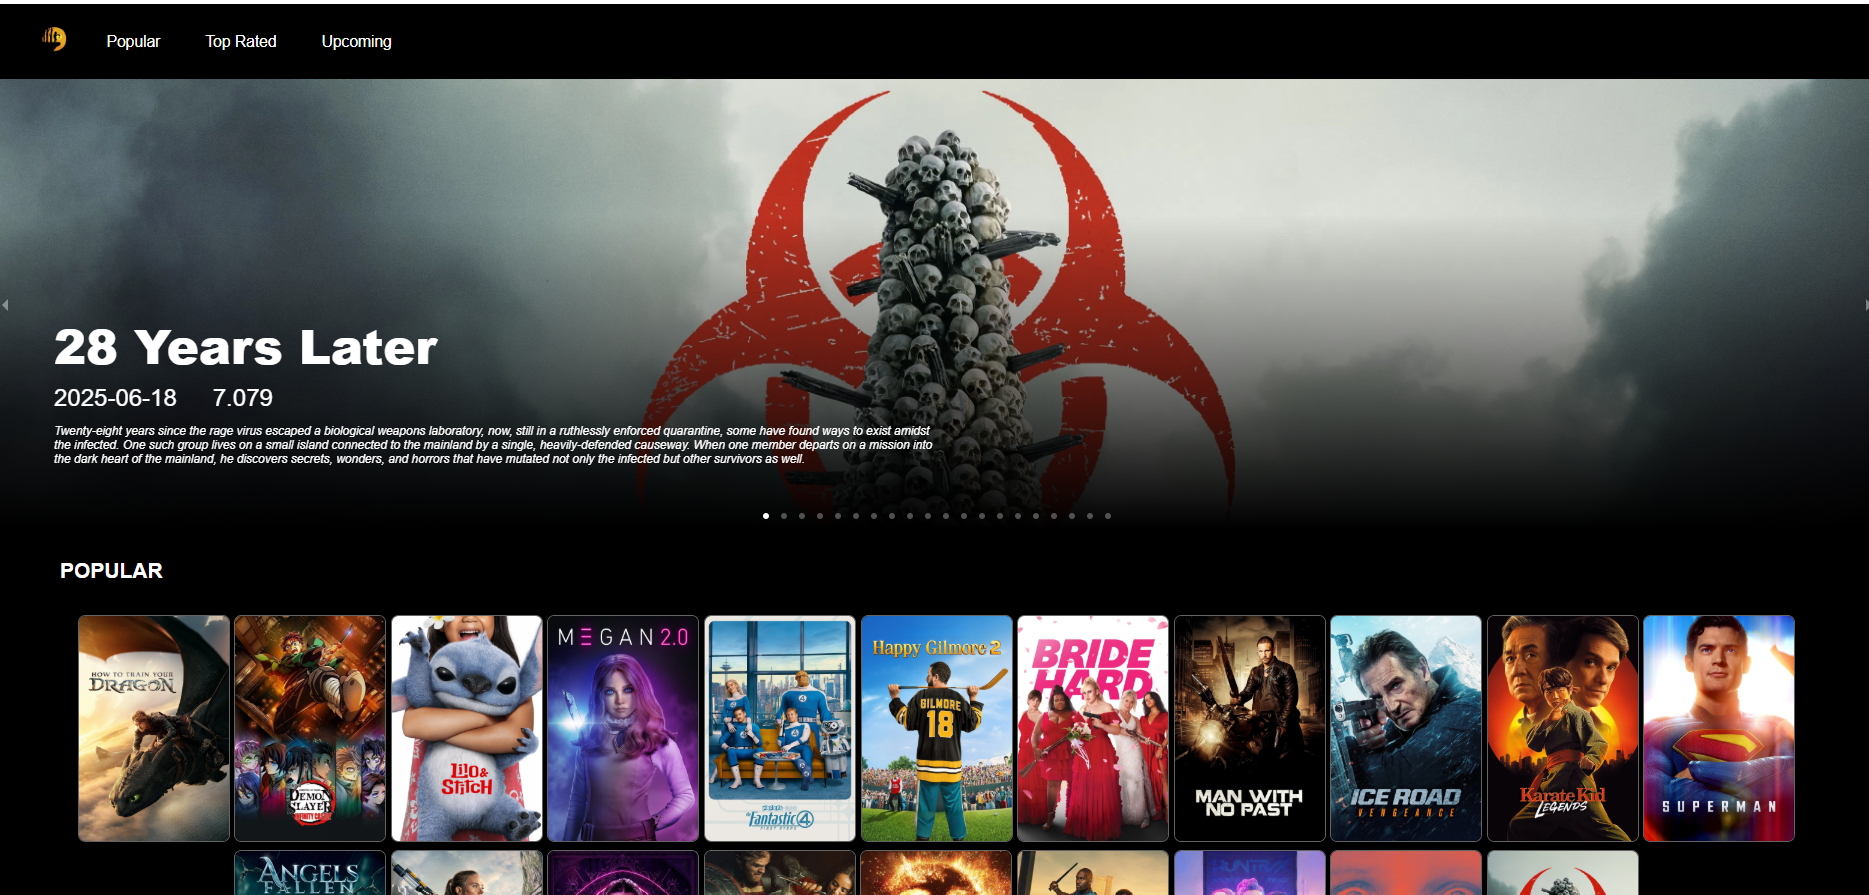 Popular Top Rated Upcoming
28 Years Later
2025-06-18 7.079
Twenty-eight years since the rage virus escaped a biological weapons laboratory, now, still in a ruthlessly enforced quarantine, some have found ways to exist amidst
the infected. One such group lives on a small island connected to the mainland by a single, heavily-defended causeway. When one member departs on a mission into
the dark heart of the mainland, he discovers secrets, wonders, and horrors that have mutated not only the infected but other survivors as well.
POPULAR
HOW TO TRAIN YOUR
DRAGON
DEMON
SLAYER
INFINITY CASTLE
Lilo &
Stitch
M3GAN 2.0
Fantastic 4
FIRST STEPS
Happy Gilmore 2
GILMORE
18
BRIDE
HARD
MAN WITH
NO PAST
ICE ROAD
VENGEANCE
Karate Kid
LEGENDS
SUPERMAN
ANGELS
FALLEN